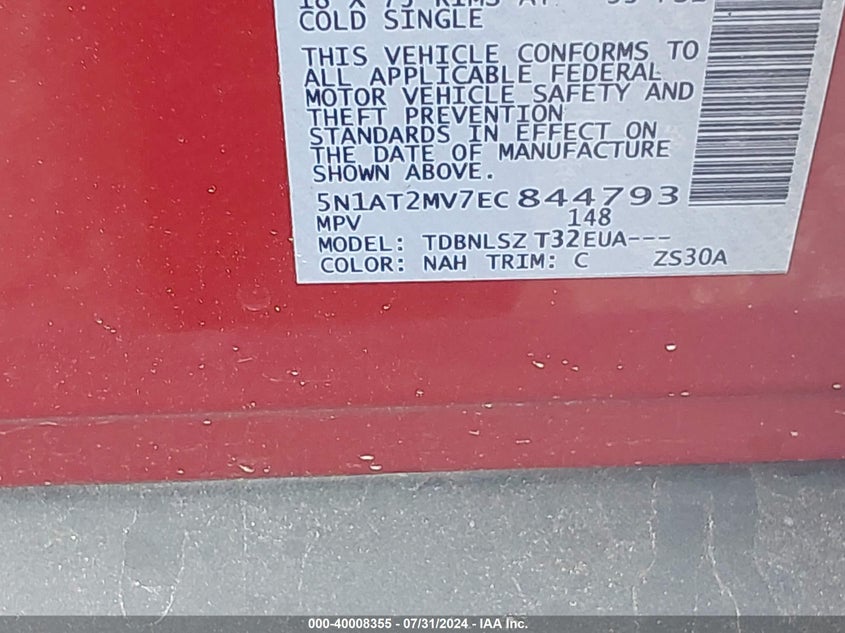 COLD SINGLE
THIS VEHICLE CONFORMS TO
ALL APPLICABLE FEDERAL
MOTOR VEHICLE SAFETY AND
THEFT PREVENTION
STANDARDS IN EFFECT ON
THE DATE OF MANUFACTURE
SHOWN ABOVE.
5N1AT2MV7EC844793
MPV 148
MODEL: TDBNLSZ T32EUA---
COLOR: NAH TRIM: C ZS30A
000-40008355 - 07/31/2024 - IAA Inc.